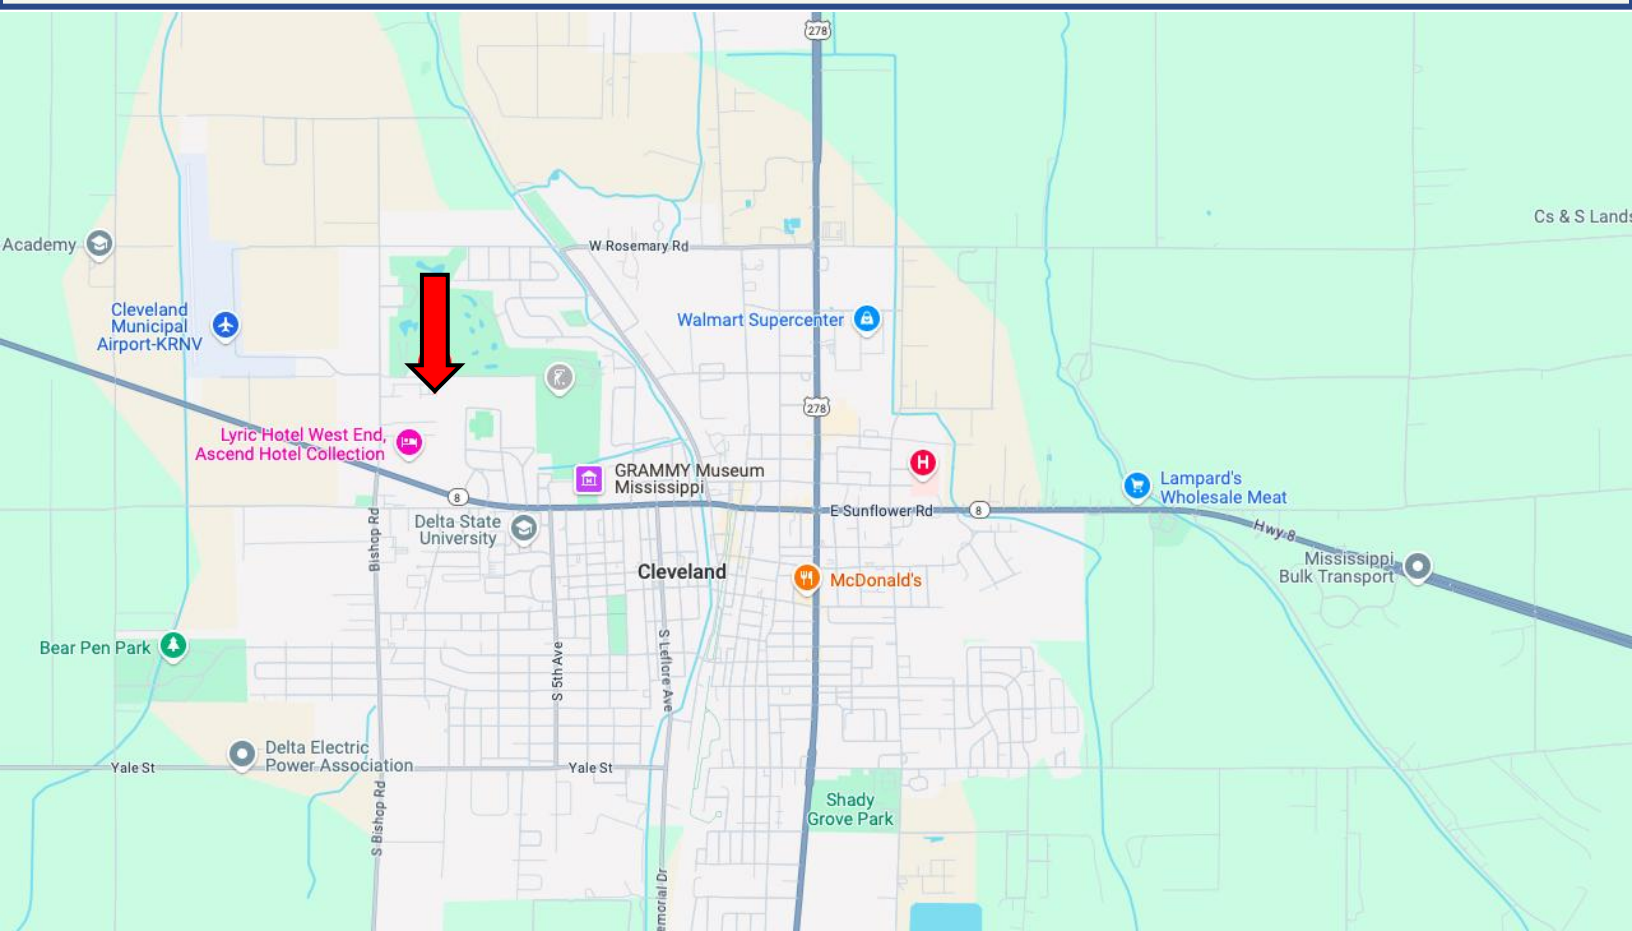 278
Cs & S Lands
Academy
W Rosemary Rd
Cleveland
Municipal
Airport-KRNV
Walmart Supercenter
278
Lyric Hotel West End,
Ascend Hotel Collection
GRAMMY Museum
Mississippi
H
Lampard's
Wholesale Meat
8
E Sunflower Rd
8
Hwy 8
Delta State
University
Bishop Rd
Cleveland
McDonald's
Mississippi
Bulk Transport
Bear Pen Park
S 5th Ave
S Leflore Ave
Delta Electric
Power Association
Yale St
Yale St
S Bishop Rd
Shady
Grove Park
emorial Dr